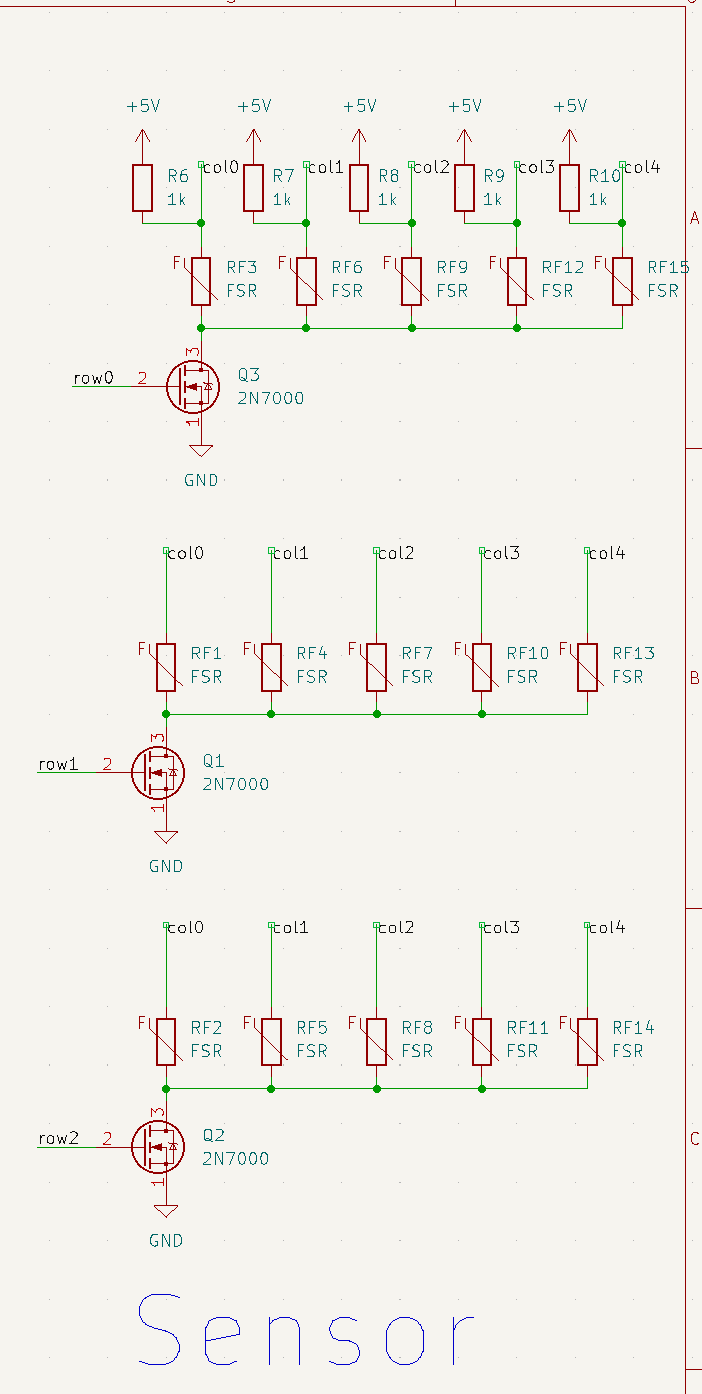 +5V +5V +5V +5V +5V
col0 col1 col2 col3 col4
R6 R7 R8 R9 R10
1k 1k 1k 1k 1k
A
F F F F F
RF3 RF6 RF9 RF12 RF15
FSR FSR FSR FSR FSR
3
row0 2 Q3
2N7000
1
GND
col0 col1 col2 col3 col4
F F F F F
RF1 RF4 RF7 RF10 RF13
FSR FSR FSR FSR FSR
B
3
row1 2 Q1
2N7000
1
GND
col0 col1 col2 col3 col4
F F F F F
RF2 RF5 RF8 RF11 RF14
FSR FSR FSR FSR FSR
3
row2 2 Q2
C
2N7000
1
GND
Sensor